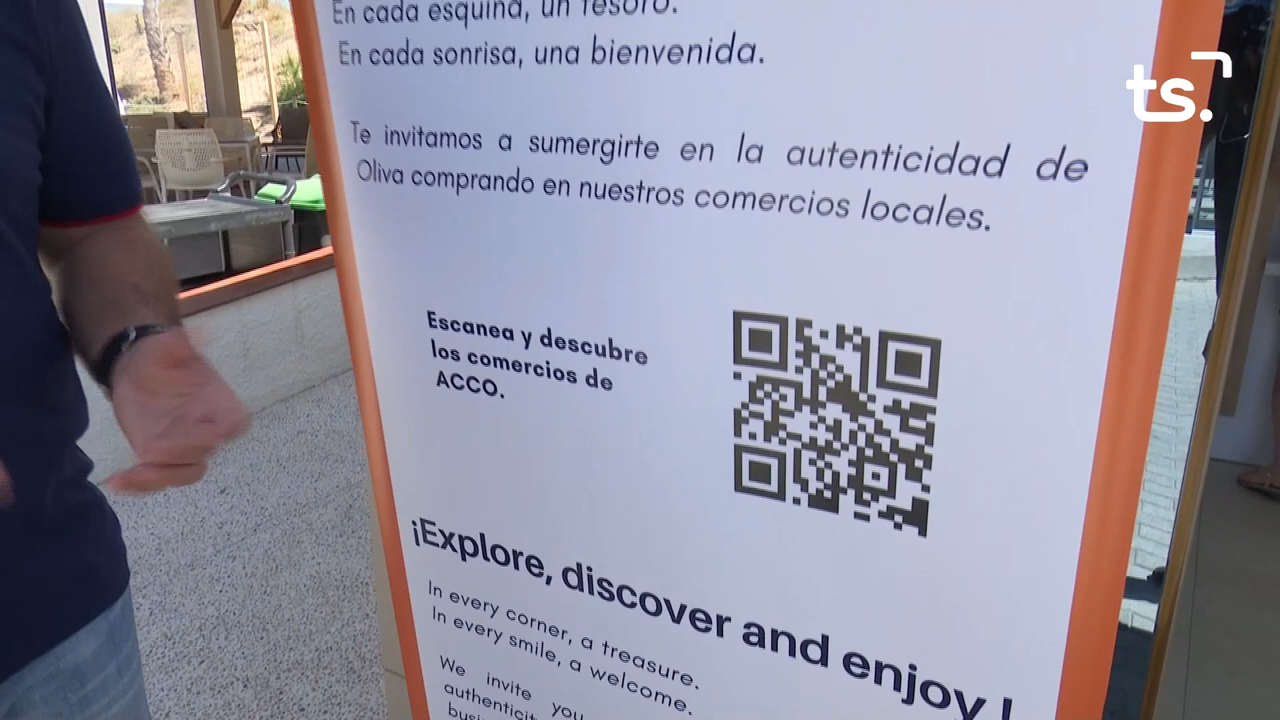 En cada esquina, un tesoro.
En cada sonrisa, una bienvenida.
Te invitamos a sumergirte en la autenticidad de
Oliva comprando en nuestros comercios locales.
Escanea y descubre
los comercios de
ACCO.
¡Explore, discover and enjoy !
In every corner, a treasure.
In every smile, a welcome.
We invite you
ts.